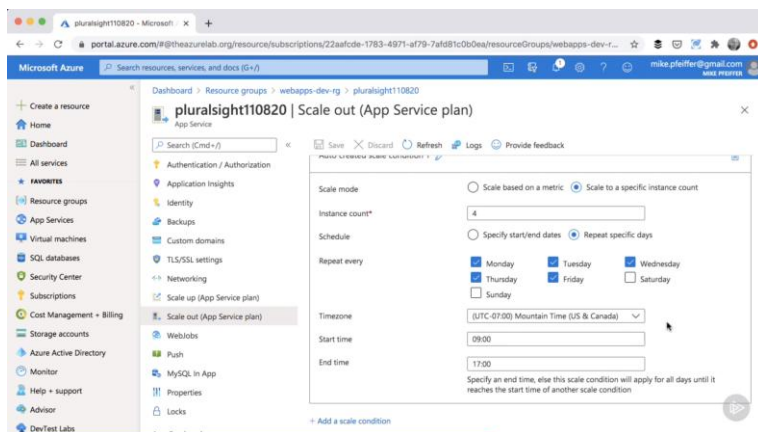 pluralsight110820 - Microsoft
portal.azure.com/#@theazurelab.org/resource/subscriptions/22aafcde-1783-4971-af79-7afd81c0b0ea/resourceGroups/webapps-dev-r...
Microsoft Azure
Search resources, services, and docs (G+/)
mike.pfeiffer@gmail.com
MIKE PFEIFFER
Create a resource
Home
Dashboard
All services
FAVORITES
Resource groups
App Services
Virtual machines
SQL databases
Security Center
Subscriptions
Cost Management + Billing
Storage accounts
Azure Active Directory
Monitor
Help + support
Advisor
DevTest Labs
Dashboard > Resource groups > webapps-dev-rg > pluralsight110820
pluralsight110820 | Scale out (App Service plan)
App Service
Search (Cmd+/)
Authentication / Authorization
Application Insights
Identity
Backups
Custom domains
TLS/SSL settings
Networking
Scale up (App Service plan)
Scale out (App Service plan)
WebJobs
Push
MySQL In App
Properties
Locks
Save Discard Refresh Logs Provide feedback
Auto created scale condition 1
Scale mode
Scale based on a metric Scale to a specific instance count
Instance count*
4
Schedule
Specify start/end dates Repeat specific days
Repeat every
Monday Tuesday Wednesday
Thursday Friday Saturday
Sunday
Timezone
(UTC-07:00) Mountain Time (US & Canada)
Start time
09:00
End time
17:00
Specify an end time, else this scale condition will apply for all days until it
reaches the start time of another scale condition
+ Add a scale condition